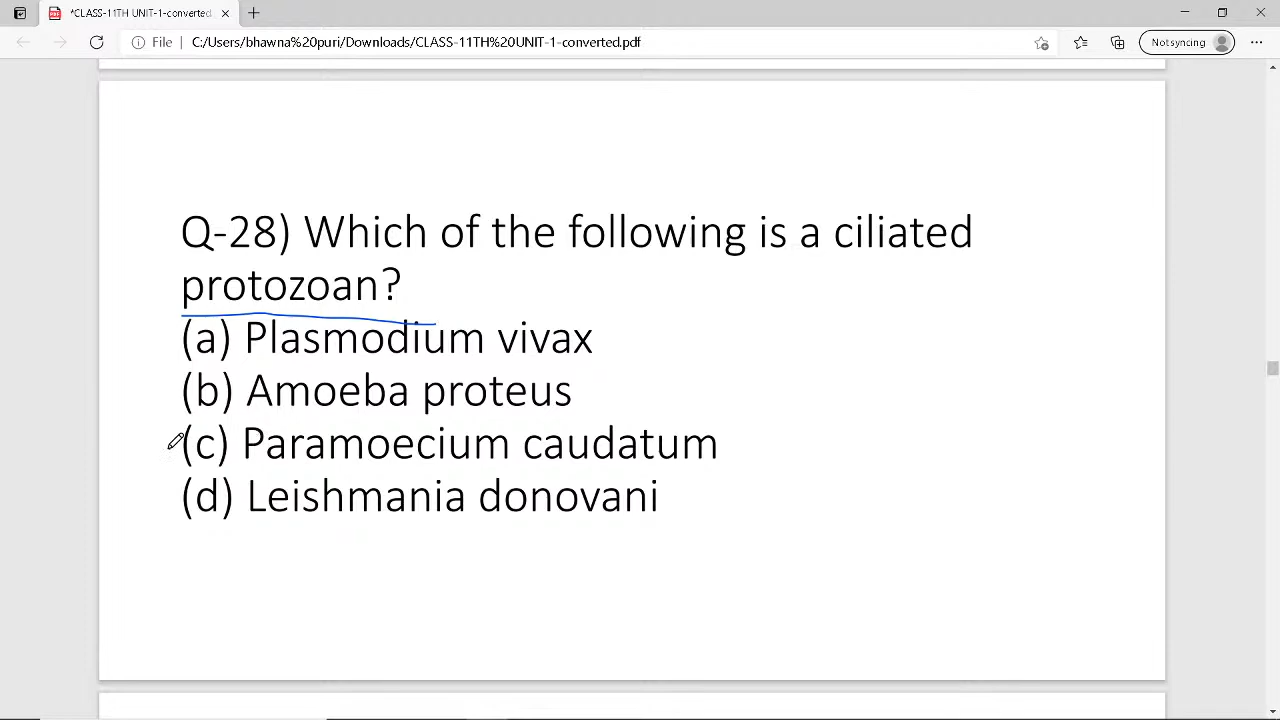 *CLASS-11TH UNIT-1-converted.
File | C:/Users/bhawna%20puri/Downloads/CLASS-11TH%20UNIT-1-converted.pdf
Not syncing
Q-28) Which of the following is a ciliated
protozoan?
(a) Plasmodium vivax
(b) Amoeba proteus
(c) Paramoecium caudatum
(d) Leishmania donovani